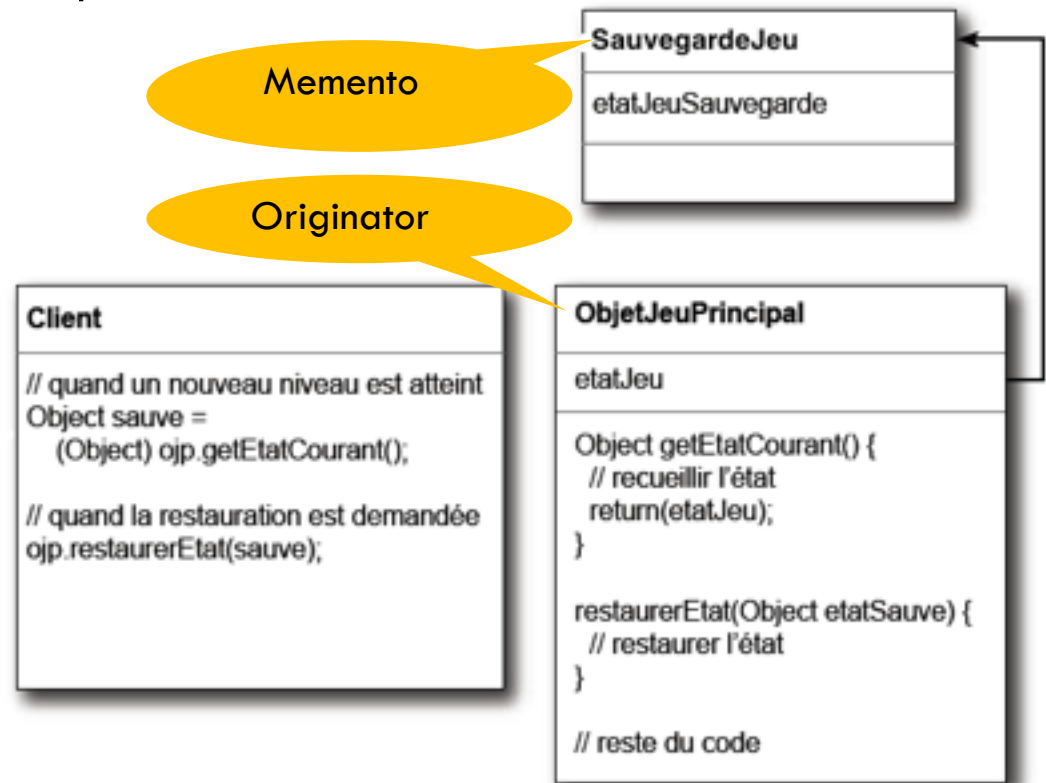 Memento
SauvegardeJeu
etatJeuSauvegarde
Originator
Client
// quand un nouveau niveau est atteint
Object sauve =
(Object) ojp.getEtatCourant();
// quand la restauration est demandée
ojp.restaurerEtat(sauve);
ObjetJeuPrincipal
etatJeu
Object getEtatCourant() {
// recueillir l'état
return(etatJeu);
}
restaurerEtat(Object etatSauve) {
// restaurer l'état
}
// reste du code